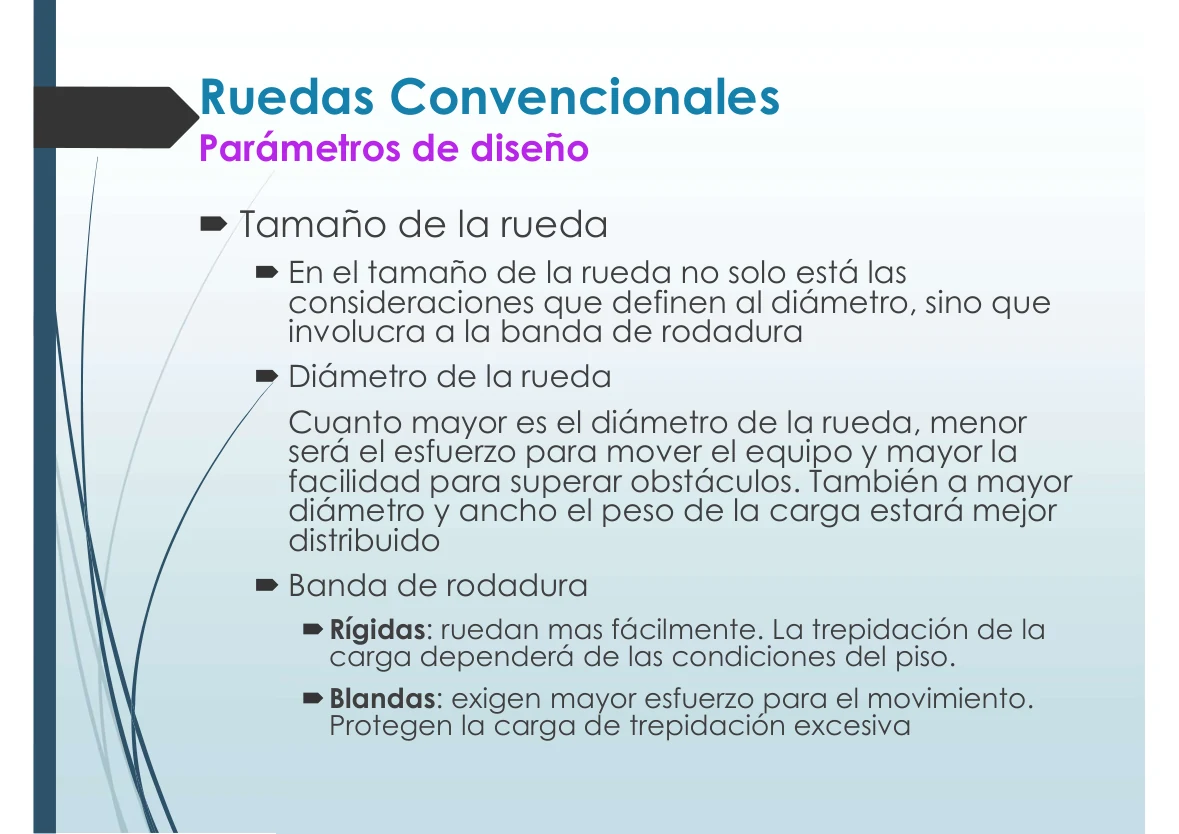 Ruedas Convencionales
Parámetros de diseño
Tamaño de la rueda
En el tamaño de la rueda no solo está las
consideraciones que definen al diámetro, sino que
involucra a la banda de rodadura
Diámetro de la rueda
Cuanto mayor es el diámetro de la rueda, menor
será el esfuerzo para mover el equipo y mayor la
facilidad para superar obstáculos. También a mayor
diámetro y ancho el peso de la carga estará mejor
distribuido
Banda de rodadura
Rígidas: ruedan mas fácilmente. La trepidación de la
carga dependerá de las condiciones del piso.
Blandas: exigen mayor esfuerzo para el movimiento.
Protegen la carga de trepidación excesiva